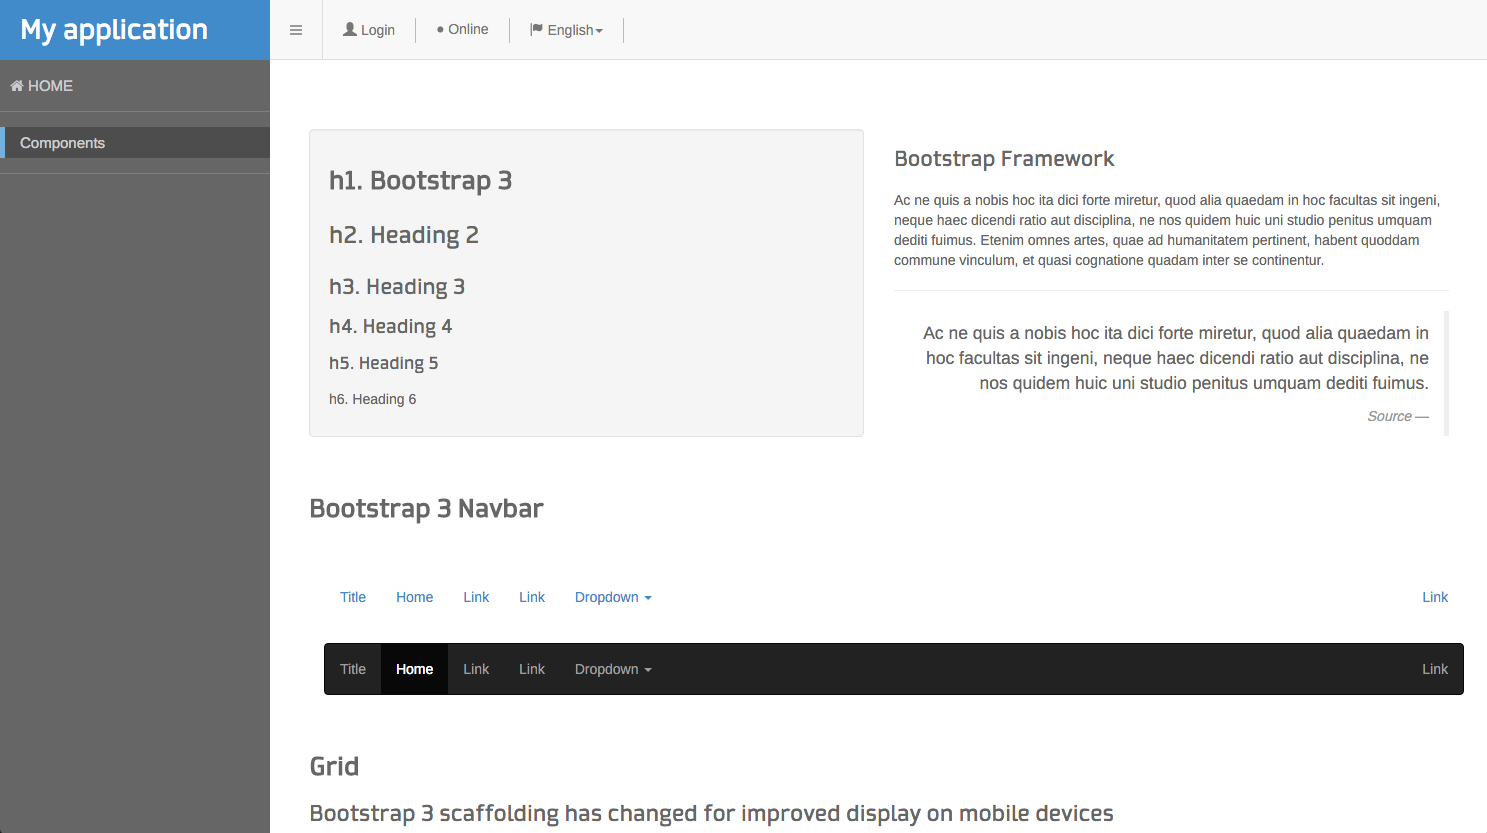 My application
Login
Online
English
HOME
Components
h1. Bootstrap 3
h2. Heading 2
h3. Heading 3
h4. Heading 4
h5. Heading 5
h6. Heading 6
Bootstrap Framework
Ac ne quis a nobis hoc ita dici forte miretur, quod alia quaedam in hoc facultas sit ingeni,
neque haec dicendi ratio aut disciplina, ne nos quidem huic uni studio penitus umquam
dediti fuimus. Etenim omnes artes, quae ad humanitatem pertinent, habent quoddam
commune vinculum, et quasi cognatione quadam inter se continentur.
Ac ne quis a nobis hoc ita dici forte miretur, quod alia quaedam in
hoc facultas sit ingeni, neque haec dicendi ratio aut disciplina, ne
nos quidem huic uni studio penitus umquam dediti fuimus.
Source —
Bootstrap 3 Navbar
Title Home Link Link Dropdown Link
Title Home Link Link Dropdown Link
Grid
Bootstrap 3 scaffolding has changed for improved display on mobile devices